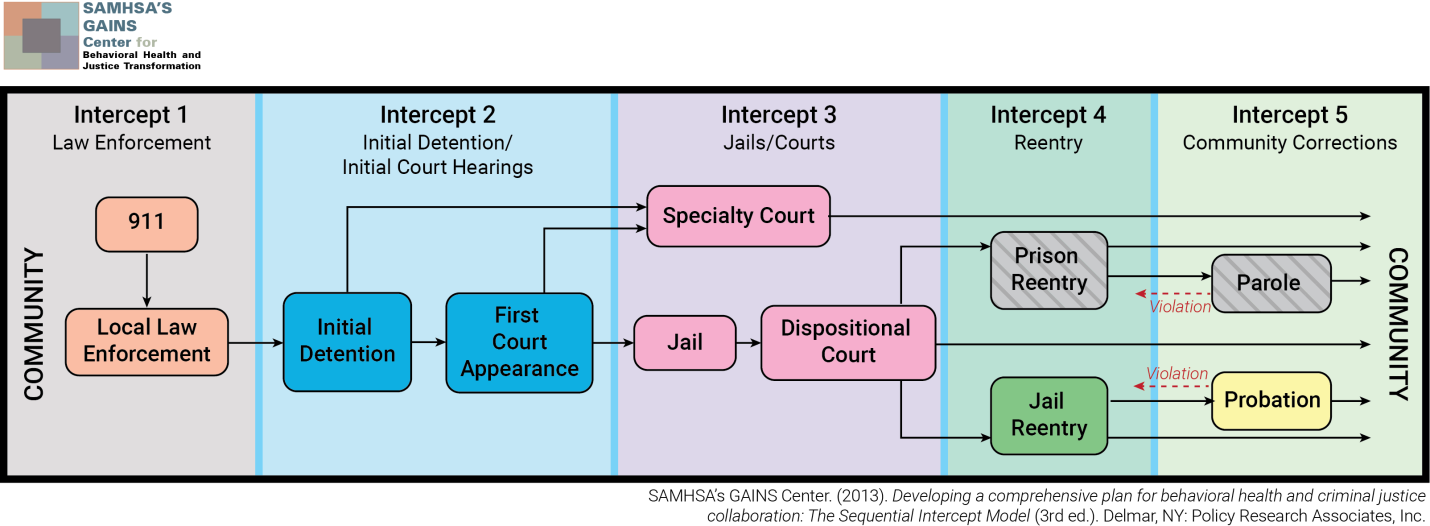 SAMHSA'S
GAINS
Center for
Behavioral Health and
Justice Transformation
Intercept 1
Law Enforcement
Intercept 2
Initial Detention/
Initial Court Hearings
Intercept 3
Jails/Courts
Intercept 4
Reentry
Intercept 5
Community Corrections
COMMUNITY
911
Local Law
Enforcement
Initial
Detention
First
Court
Appearance
Specialty Court
Jail
Dispositional
Court
Prison
Reentry
Parole
Violation
Jail
Reentry
Violation
Probation
COMMUNITY
SAMHSA's GAINS Center. (2013). Developing a comprehensive plan for behavioral health and criminal justice
collaboration: The Sequential Intercept Model (3rd ed.). Delmar, NY: Policy Research Associates, Inc.